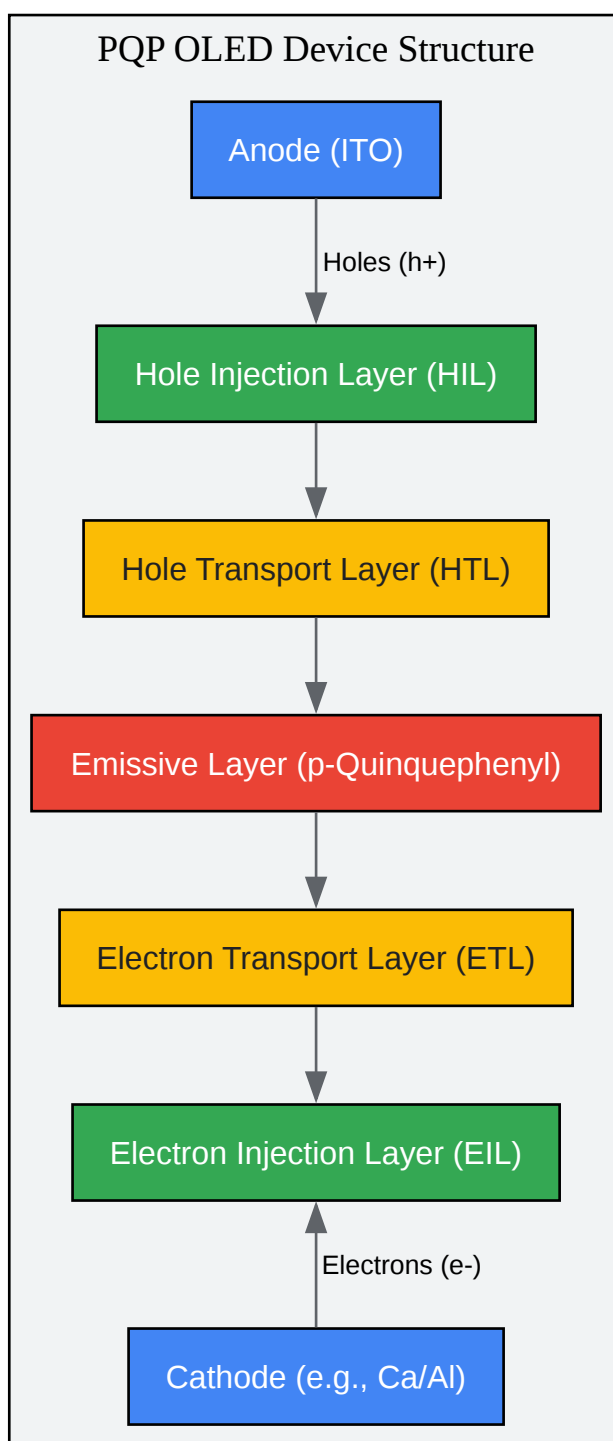 PQP OLED Device Structure
Anode (ITO)
Holes (h+)
Hole Injection Layer (HIL)
Hole Transport Layer (HTL)
Emissive Layer (p-Quinquephenyl)
Electron Transport Layer (ETL)
Electron Injection Layer (EIL)
Electrons (e-)
Cathode (e.g., Ca/Al)